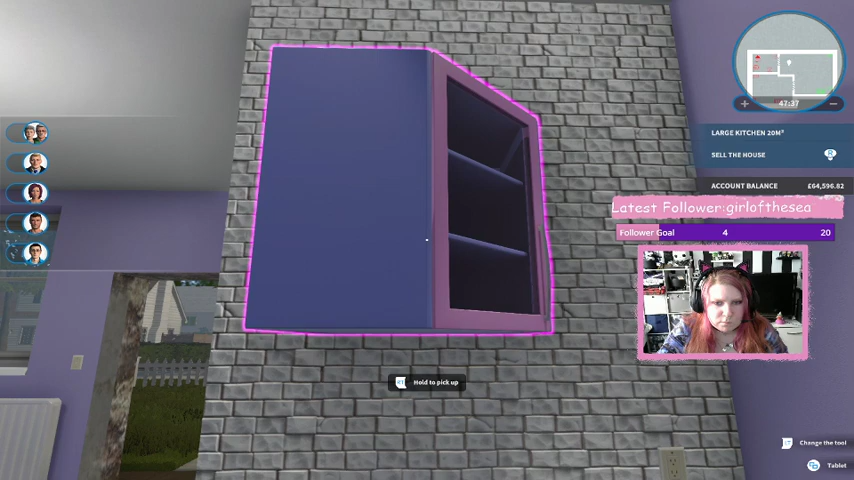 47:37
LARGE KITCHEN 20M²
SELL THE HOUSE
ACCOUNT BALANCE £64,596.82
Latest Follower:girlofthesea
Follower Goal 4 20
Hold to pick up
Change the tool
Tablet